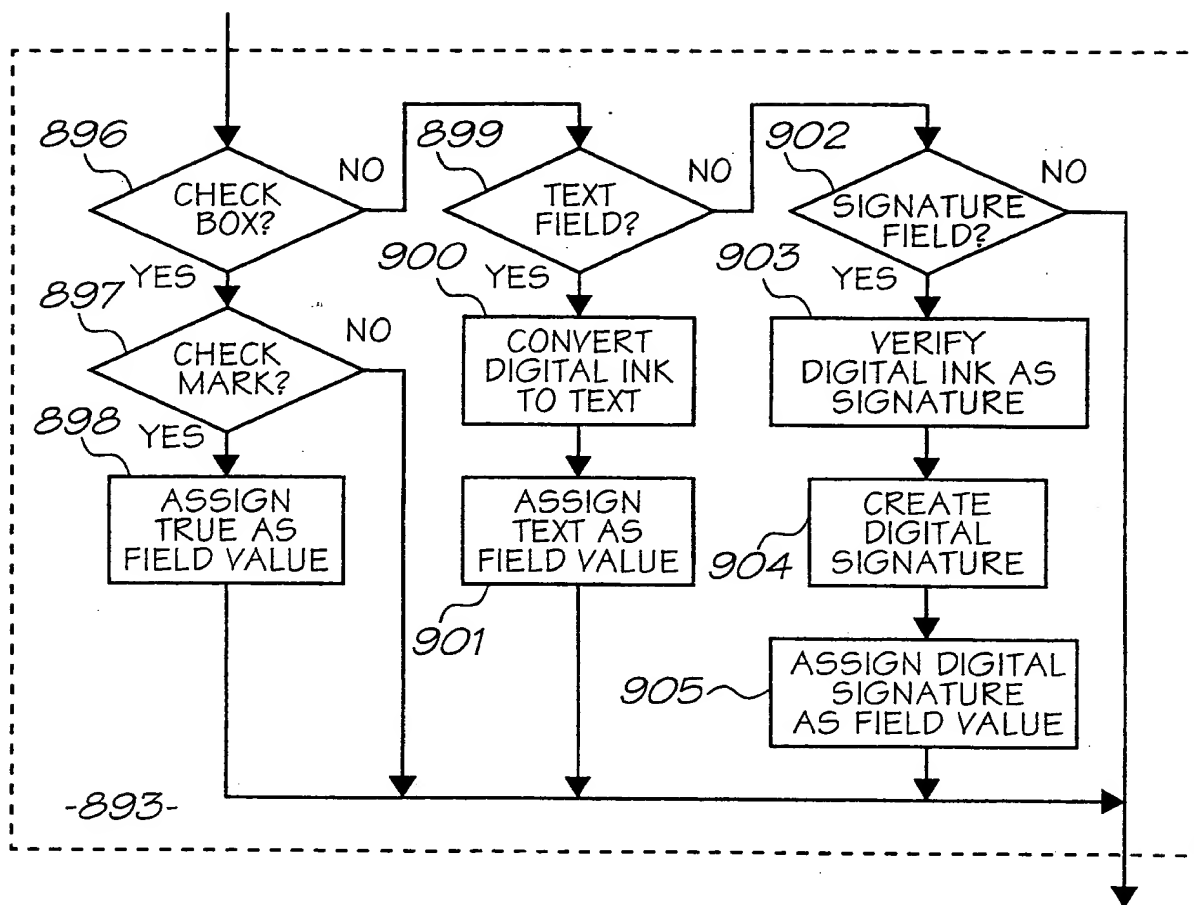 896
CHECK
BOX?
NO
YES
897
CHECK
MARK?
NO
YES
898
ASSIGN
TRUE AS
FIELD VALUE
899
TEXT
FIELD?
NO
YES
900
CONVERT
DIGITAL INK
TO TEXT
ASSIGN
TEXT AS
FIELD VALUE
901
902
SIGNATURE
FIELD?
NO
YES
903
VERIFY
DIGITAL INK AS
SIGNATURE
CREATE
DIGITAL
SIGNATURE
904
ASSIGN DIGITAL
SIGNATURE
AS FIELD VALUE
905
-893-